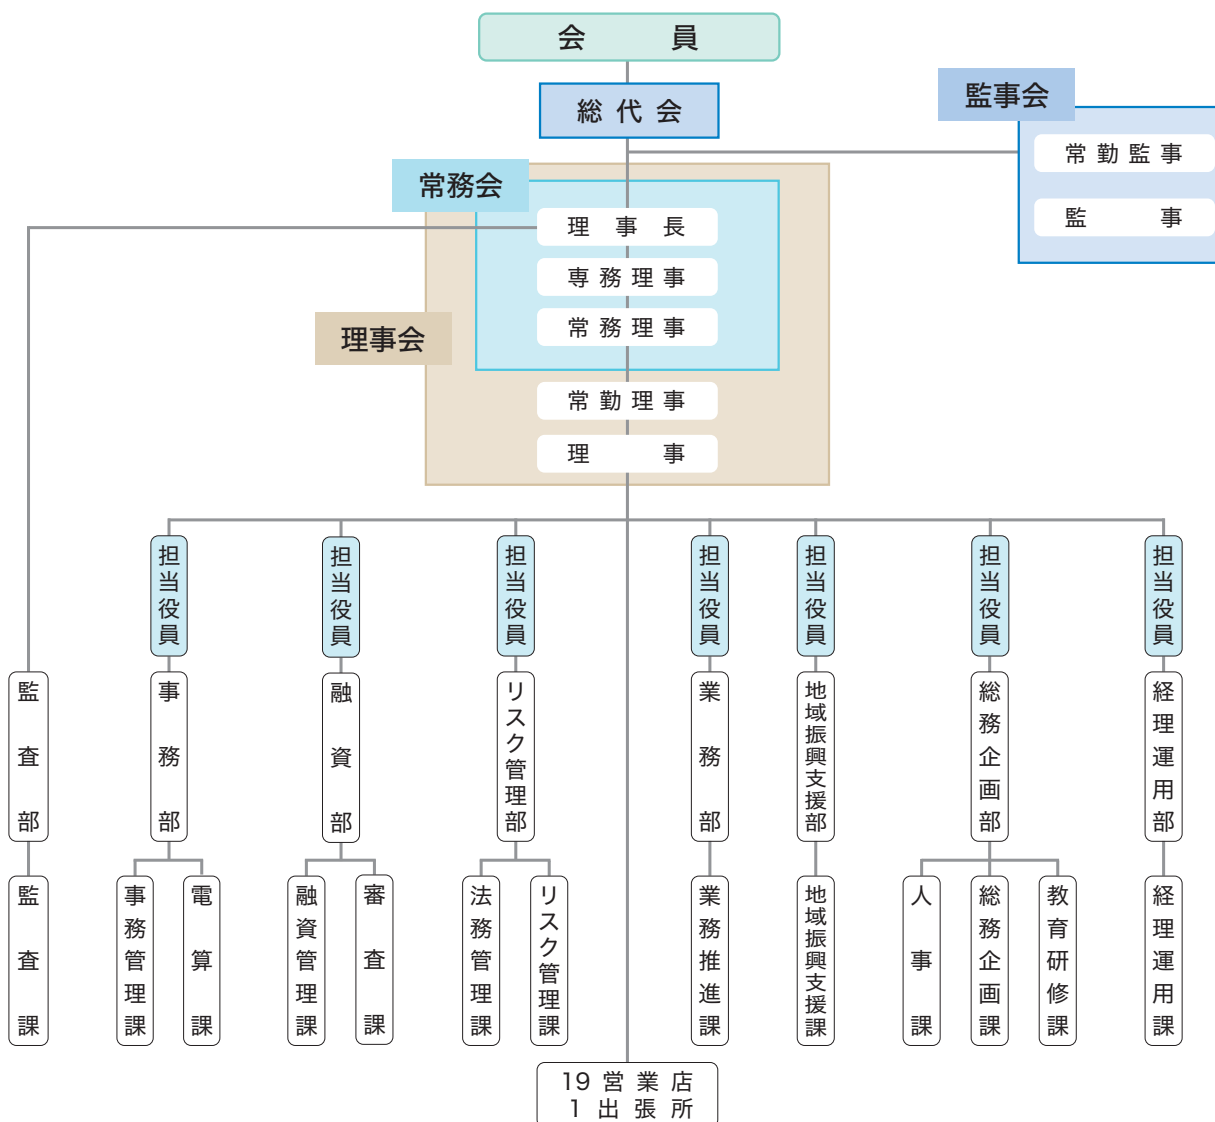 会員
総代会
監事会
常勤監事
監事
常務会
理事長
専務理事
常務理事
理事会
常勤理事
理事
担当役員
担当役員
担当役員
担当役員
担当役員
担当役員
担当役員
監査部
事務部
融資部
リスク管理部
業務部
地域振興支援部
総務企画部
経理運用部
監査課
事務管理課
電算課
融資管理課
審査課
法務管理課
リスク管理課
業務推進課
地域振興支援課
人事課
総務企画課
教育研修課
経理運用課
19営業店
1出張所